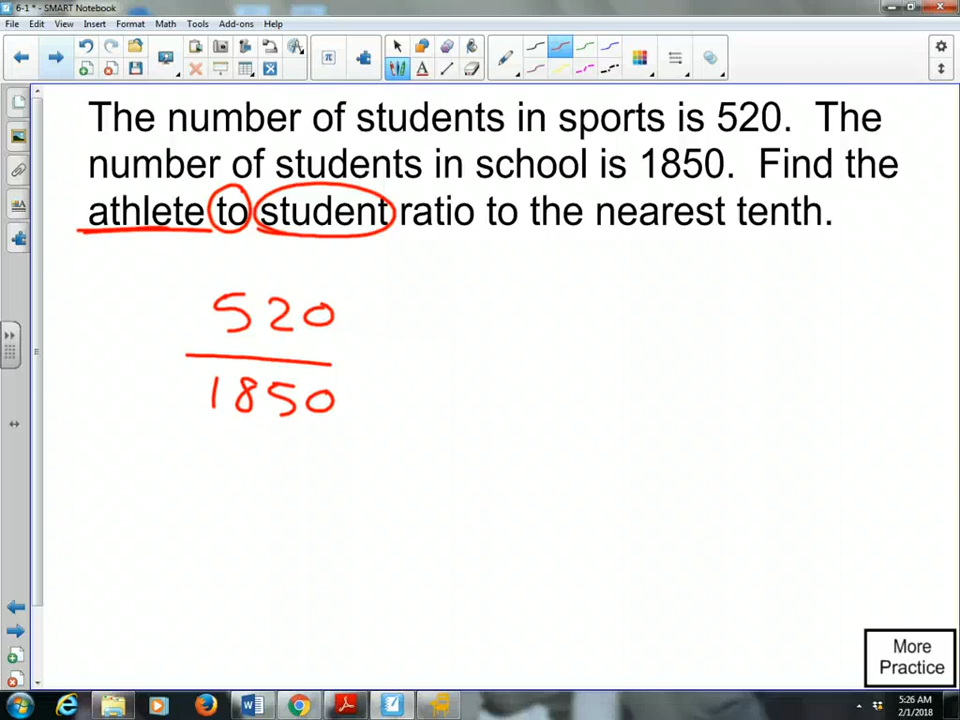 6-1 * - SMART Notebook
File Edit View Insert Format Math Tools Add-ons Help
The number of students in sports is 520. The
number of students in school is 1850. Find the
athlete to student ratio to the nearest tenth.
520
1850
More
Practice
5:26 AM
2/1/2018